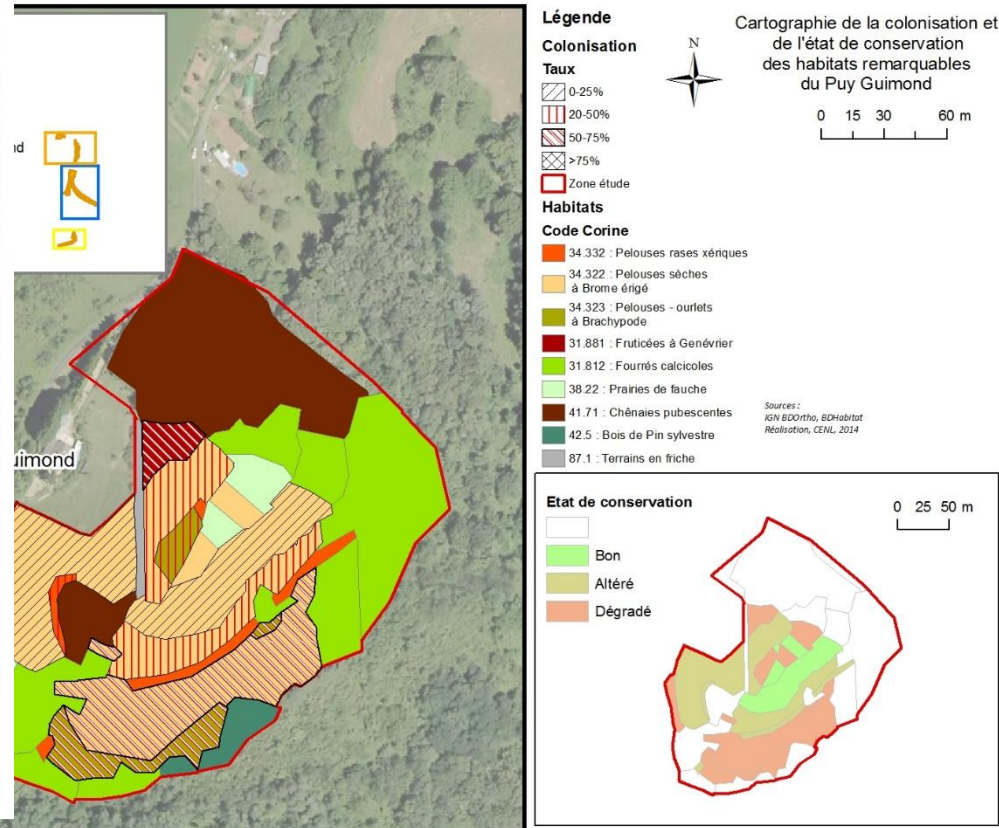 nd
uimond
Légende
Colonisation
Taux
0-25%
20-50%
50-75%
>75%
Zone étude
Habitats
Code Corine
34.332 : Pelouses rases xériques
34.322 : Pelouses sèches
à Brome érigé
34.323 : Pelouses - ourlets
à Brachypode
31.881 : Fruticées à Genévrier
31.812 : Fourrés calcicoles
38.22 : Prairies de fauche
41.71 : Chênaies pubescentes
42.5 : Bois de Pin sylvestre
87.1 : Terrains en friche
N
Cartographie de la colonisation et
de l'état de conservation
des habitats remarquables
du Puy Guimond
0 15 30 60 m
Sources :
IGN BDOrtho, BDHabitat
Réalisation, CENL, 2014
Etat de conservation
Bon
Altéré
Dégradé
0 25 50 m